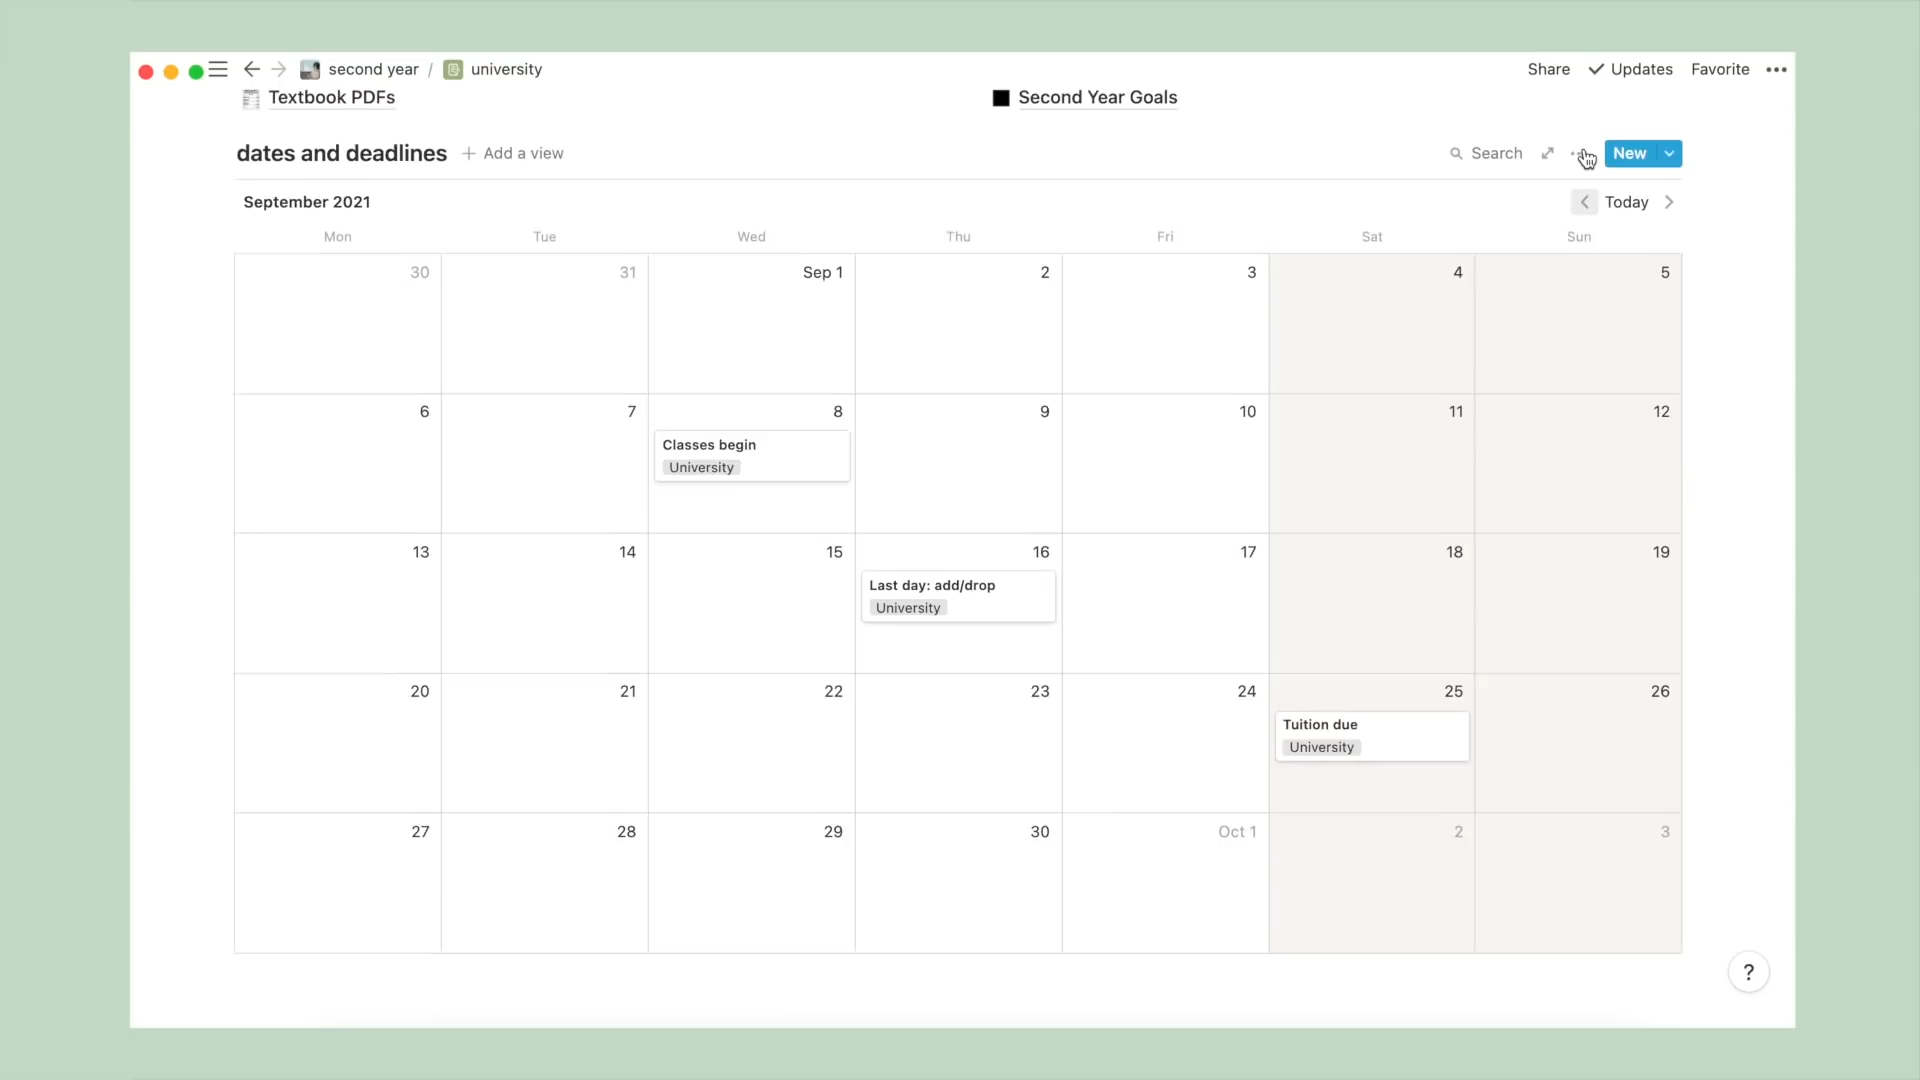 second year / university
Share Updates Favorite
Textbook PDFs
Second Year Goals
dates and deadlines + Add a view
Search New
September 2021
Today
Mon Tue Wed Thu Fri Sat Sun
30 31 Sep 1 2 3 4 5
6 7 8 9 10 11 12
Classes begin
University
13 14 15 16 17 18 19
Last day: add/drop
University
20 21 22 23 24 25 26
Tuition due
University
27 28 29 30 Oct 1 2 3
?